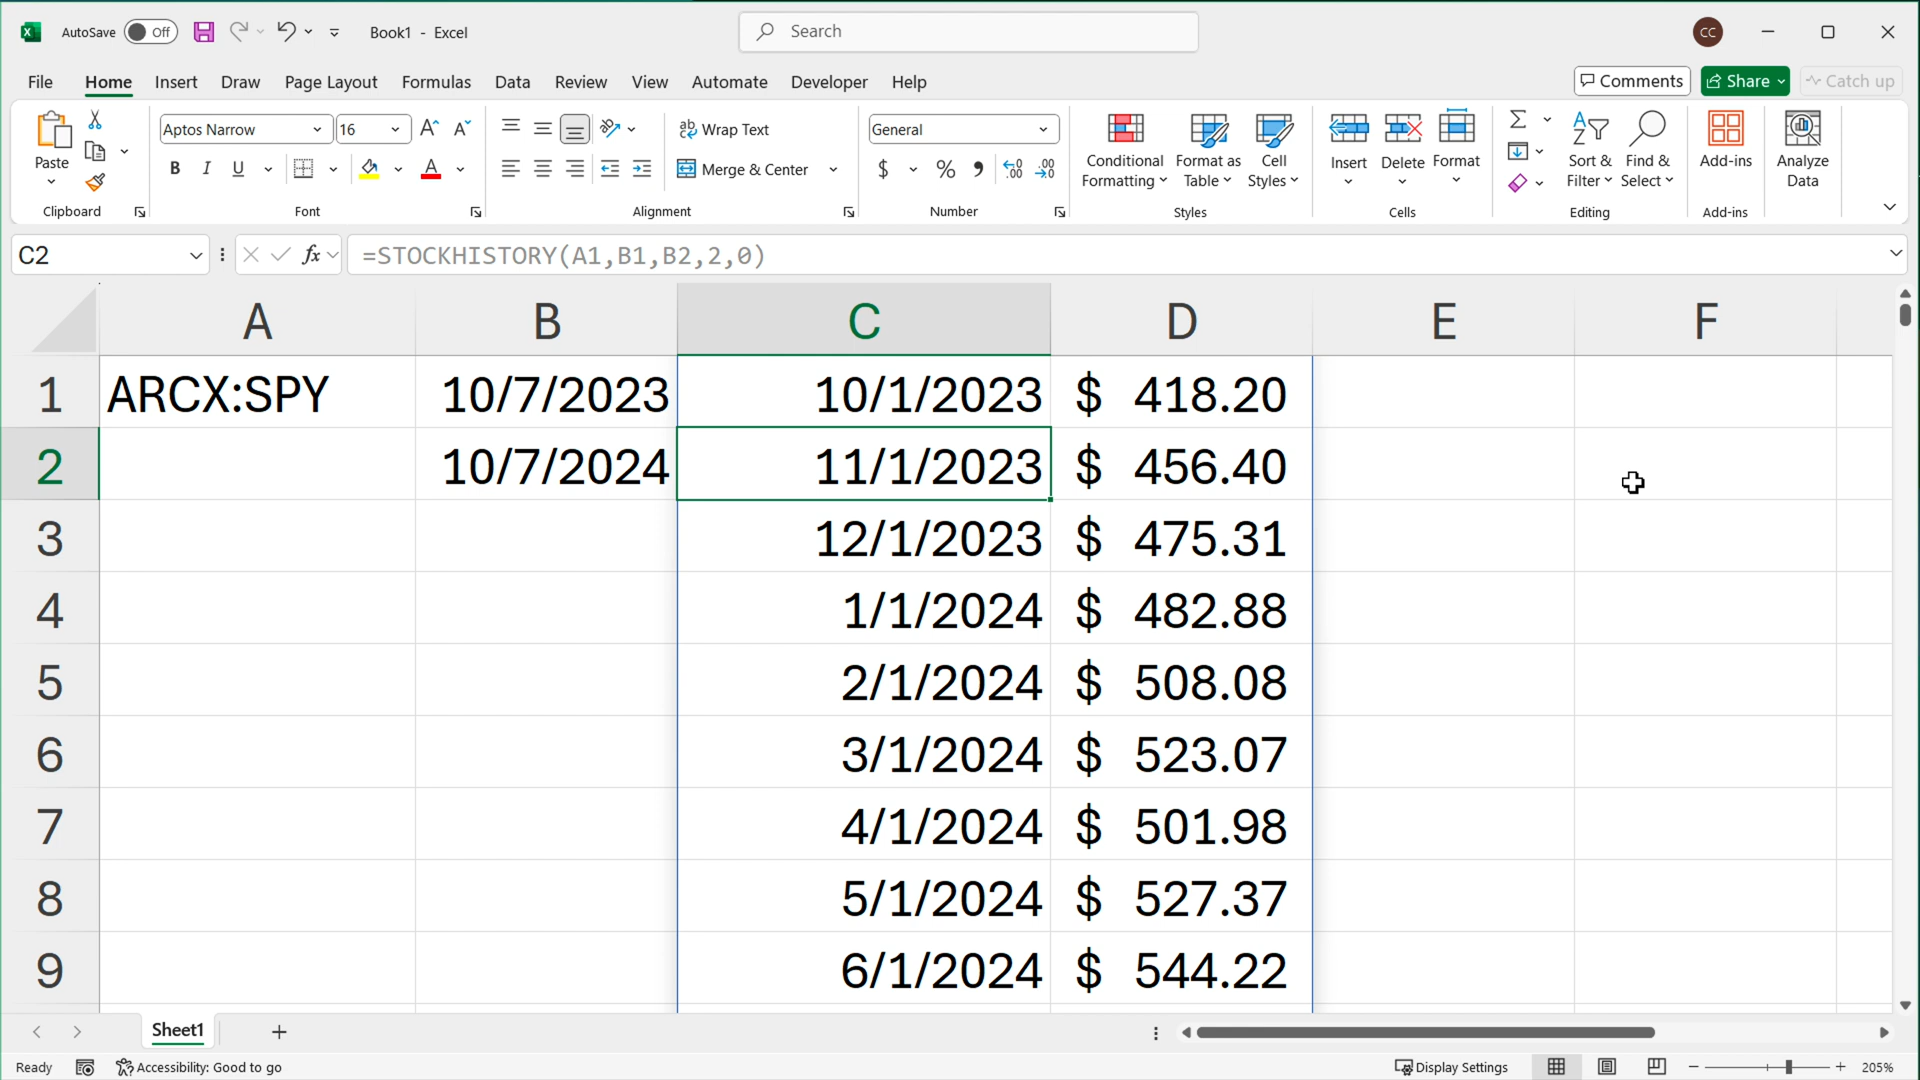 AutoSave Off Book1 - Excel Search CC
File Home Insert Draw Page Layout Formulas Data Review View Automate Developer Help Comments Share Catch up
Paste
Clipboard
Aptos Narrow 16
B I U A
Font
Wrap Text
Merge & Center
Alignment
General
$ % 9
Number
Conditional Formatting
Format as Table
Cell Styles
Styles
Insert Delete Format
Cells
Sort & Filter
Find & Select
Editing
Add-ins
Add-ins
Analyze Data
C2 fx =STOCKHISTORY(A1,B1,B2,2,0)
A B C D E F
1 ARCX:SPY 10/7/2023 10/1/2023 $ 418.20
2 10/7/2024 11/1/2023 $ 456.40
3 12/1/2023 $ 475.31
4 1/1/2024 $ 482.88
5 2/1/2024 $ 508.08
6 3/1/2024 $ 523.07
7 4/1/2024 $ 501.98
8 5/1/2024 $ 527.37
9 6/1/2024 $ 544.22
Sheet1
Ready Accessibility: Good to go Display Settings 205%